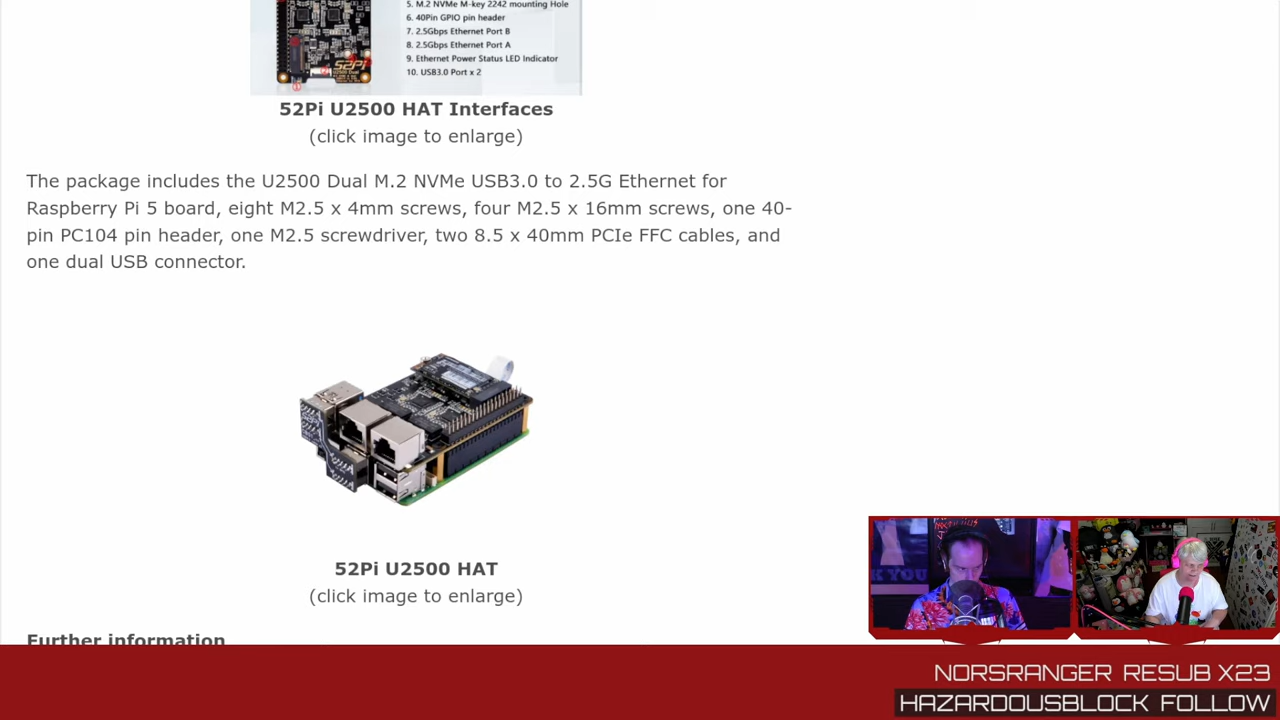 5. M.2 NVMe M-key 2242 mounting Hole
6. 40Pin GPIO pin header
7. 2.5Gbps Ethernet Port B
8. 2.5Gbps Ethernet Port A
9. Ethernet Power Status LED Indicator
10. USB3.0 Port x 2
52Pi
U2500 Dual
52Pi U2500 HAT Interfaces
(click image to enlarge)
The package includes the U2500 Dual M.2 NVMe USB3.0 to 2.5G Ethernet for
Raspberry Pi 5 board, eight M2.5 x 4mm screws, four M2.5 x 16mm screws, one 40-
pin PC104 pin header, one M2.5 screwdriver, two 8.5 x 40mm PCIe FFC cables, and
one dual USB connector.
52Pi U2500 HAT
(click image to enlarge)
Further information
K YOU
NORSRANGER RESUB X23
HAZARDOUSBLOCK FOLLOW